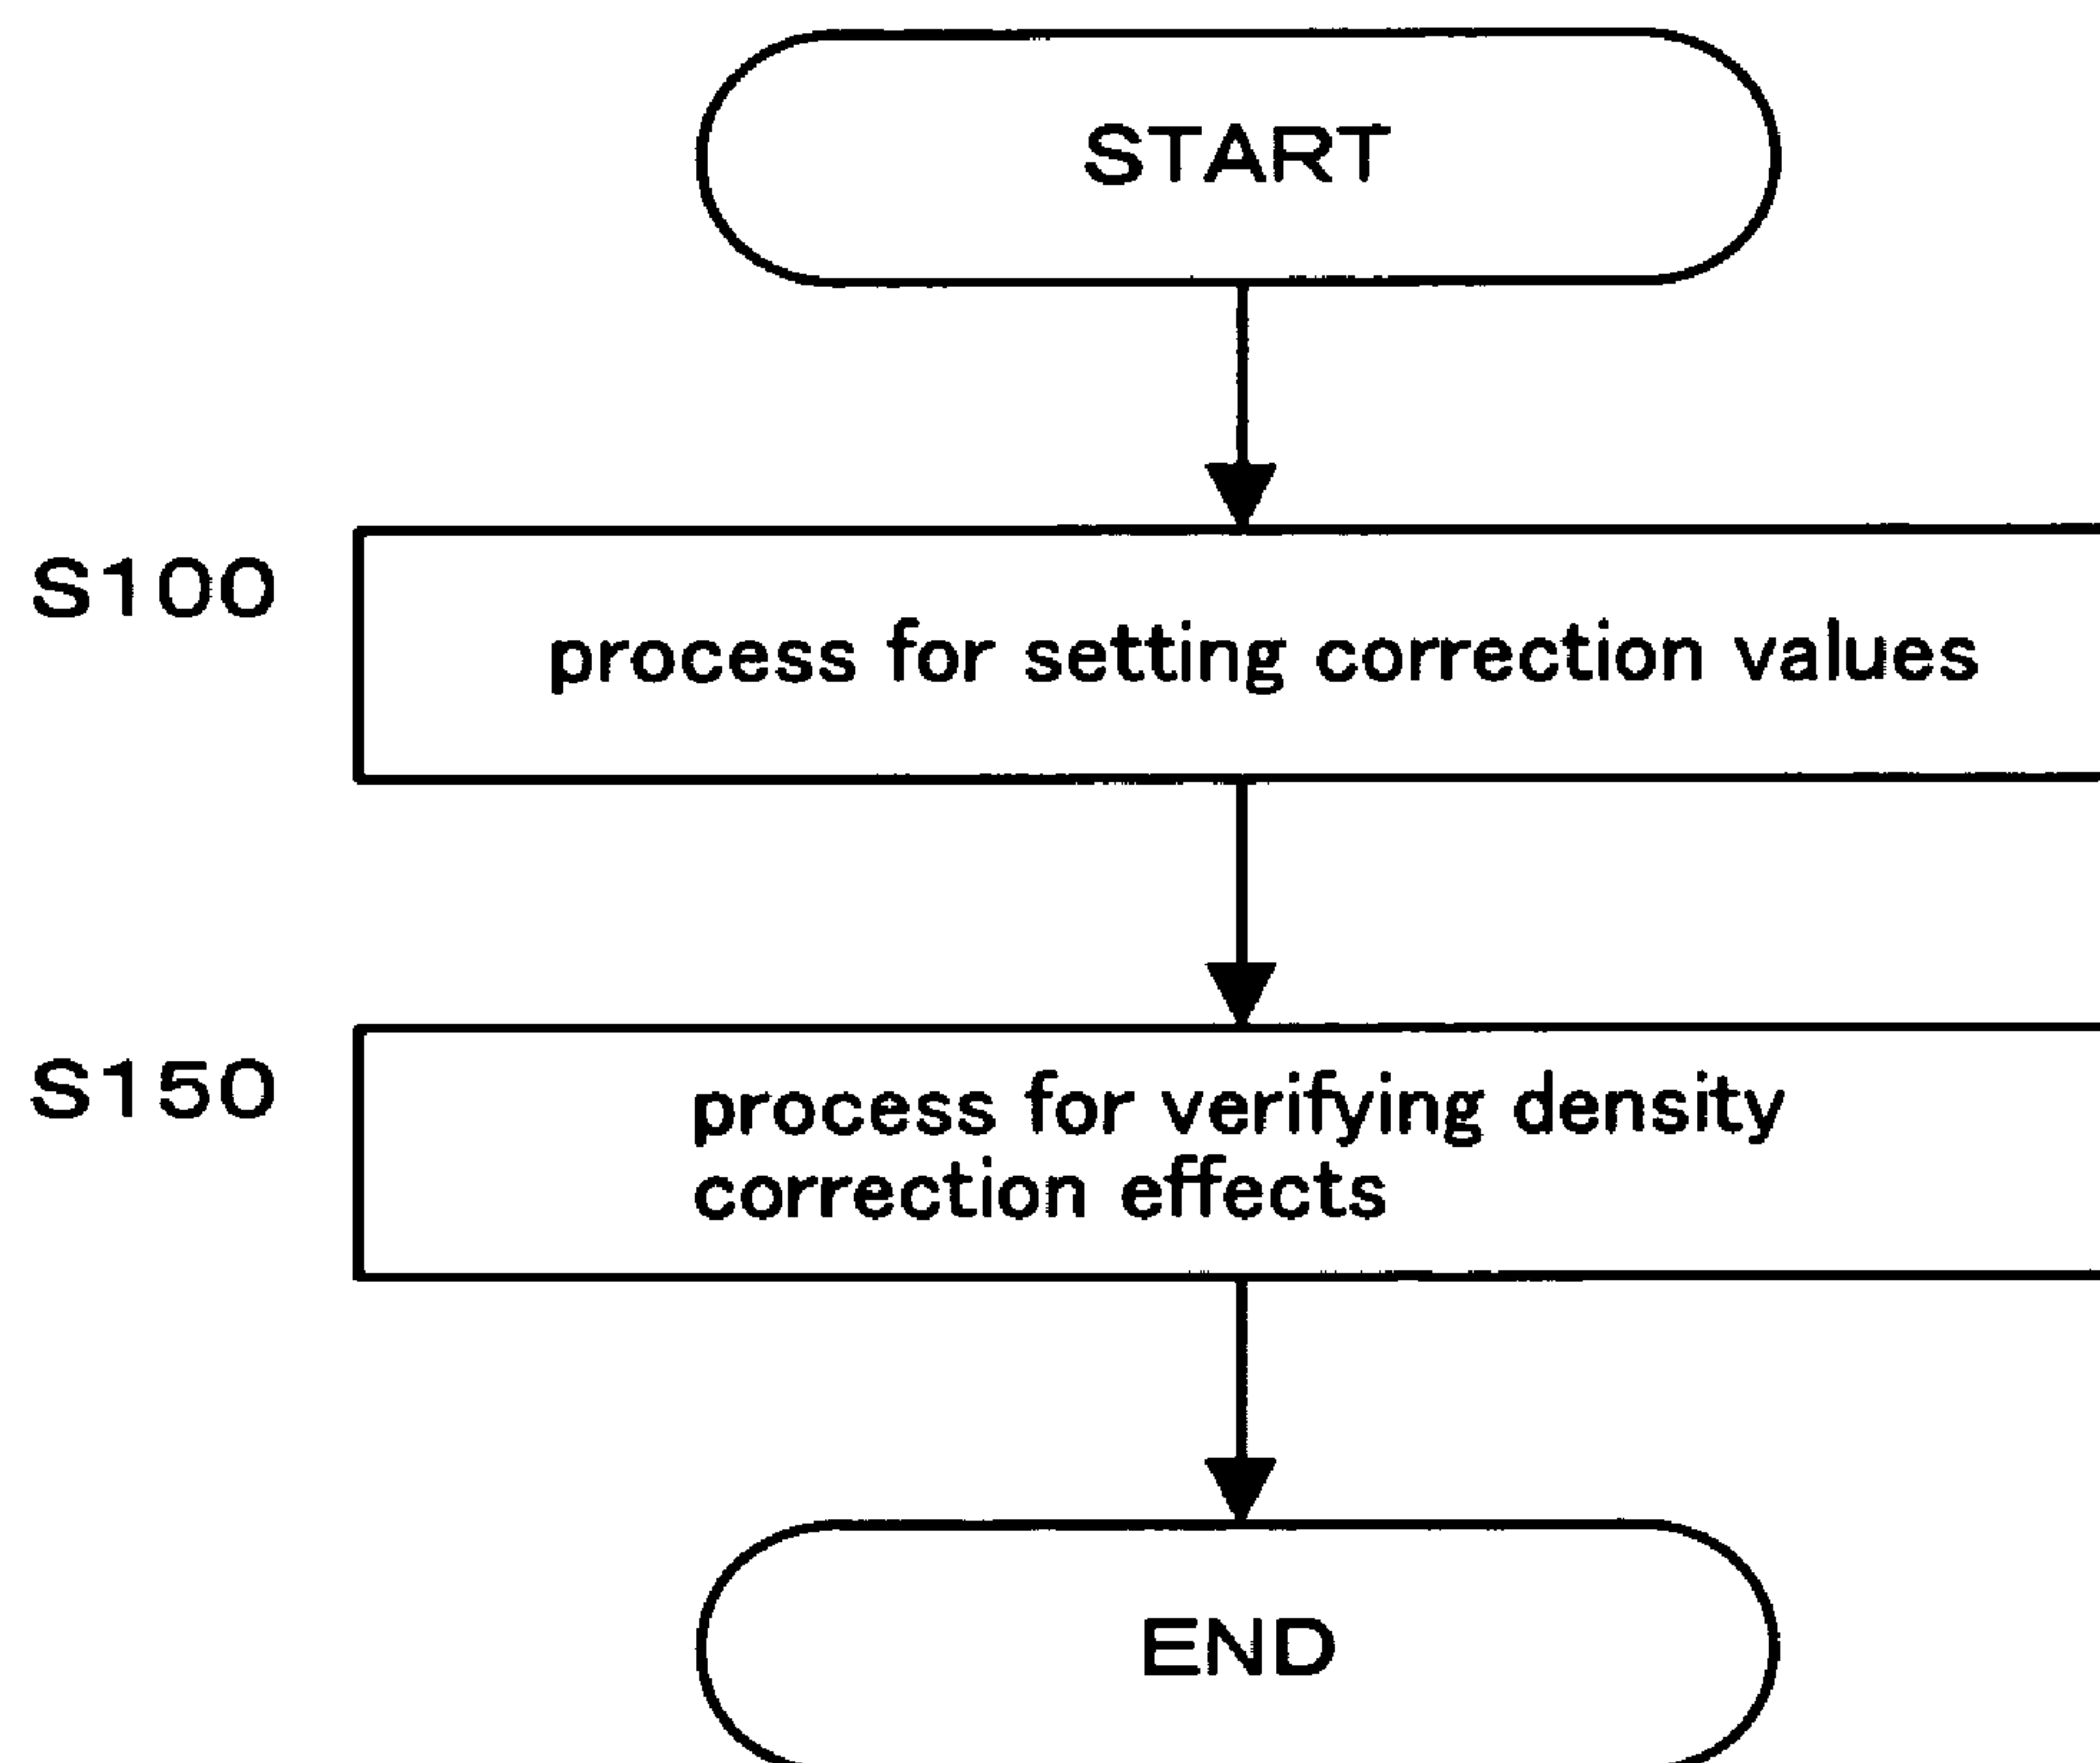 START
S100
process for setting correction values
S150
process for verifying density
correction effects
END